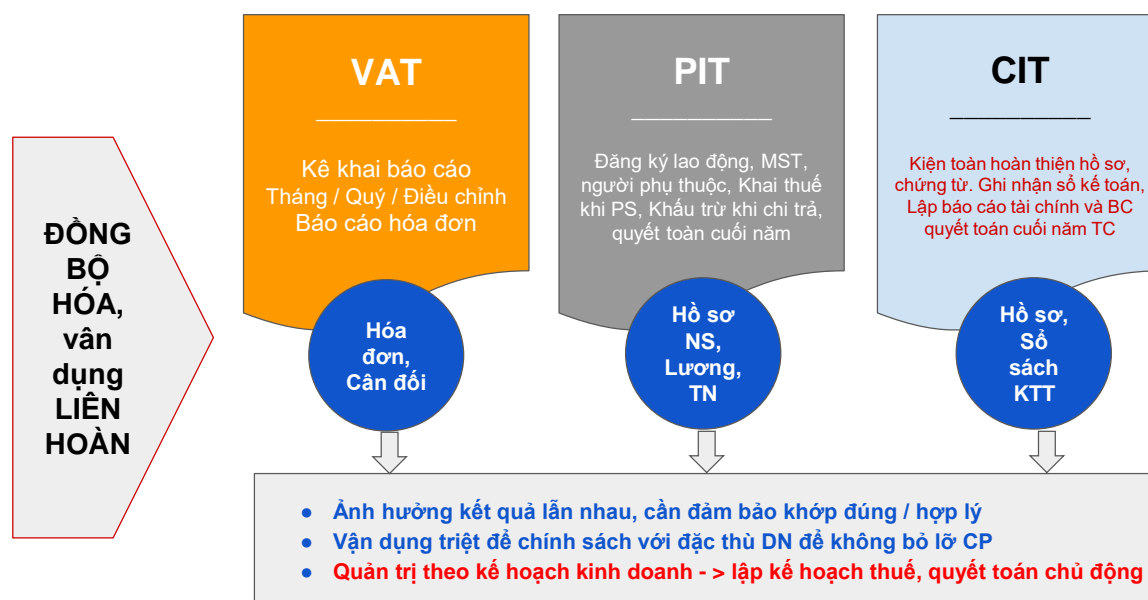 ĐỒNG
BỘ
HÓA,
vân
dụng
LIÊN
HOÀN
VAT
Kê khai báo cáo
Tháng / Quý / Điều chỉnh
Báo cáo hóa đơn
Hóa
đơn,
Cân đối
PIT
Đăng ký lao động, MST,
người phụ thuộc, Khai thuế
khi PS, Khấu trừ khi chi trả,
quyết toàn cuối năm
Hồ sơ
NS,
Lương,
TN
CIT
Kiện toàn hoàn thiện hồ sơ,
chứng từ. Ghi nhận sổ kế toán,
Lập báo cáo tài chính và BC
quyết toán cuối năm TC
Hồ sơ,
Sổ
sách
KTT
● Ảnh hưởng kết quả lẫn nhau, cần đảm bảo khớp đúng / hợp lý
● Vận dụng triệt để chính sách với đặc thù DN để không bỏ lỡ CP
● Quản trị theo kế hoạch kinh doanh - > lập kế hoạch thuế, quyết toán chủ động